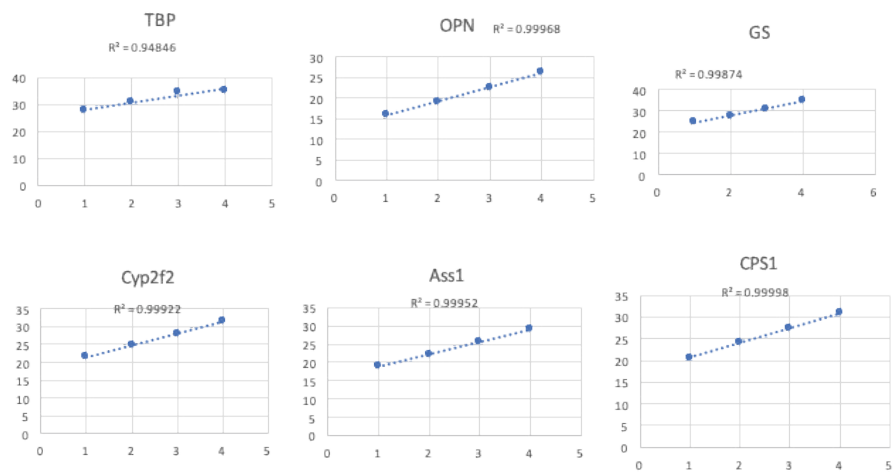 TBP
R² = 0.94846
40
30
20
10
0
0 1 2 3 4 5
OPN
R² = 0.99968
30
25
20
15
10
5
0
0 1 2 3 4 5
GS
R² = 0.99874
40
30
20
10
0
0 2 4 6
Cyp2f2
R² = 0.99922
35
30
25
20
15
10
5
0
0 1 2 3 4 5
Ass1
R² = 0.99952
35
30
25
20
15
10
5
0
0 1 2 3 4 5
CPS1
R² = 0.99998
35
30
25
20
15
10
5
0
0 1 2 3 4 5